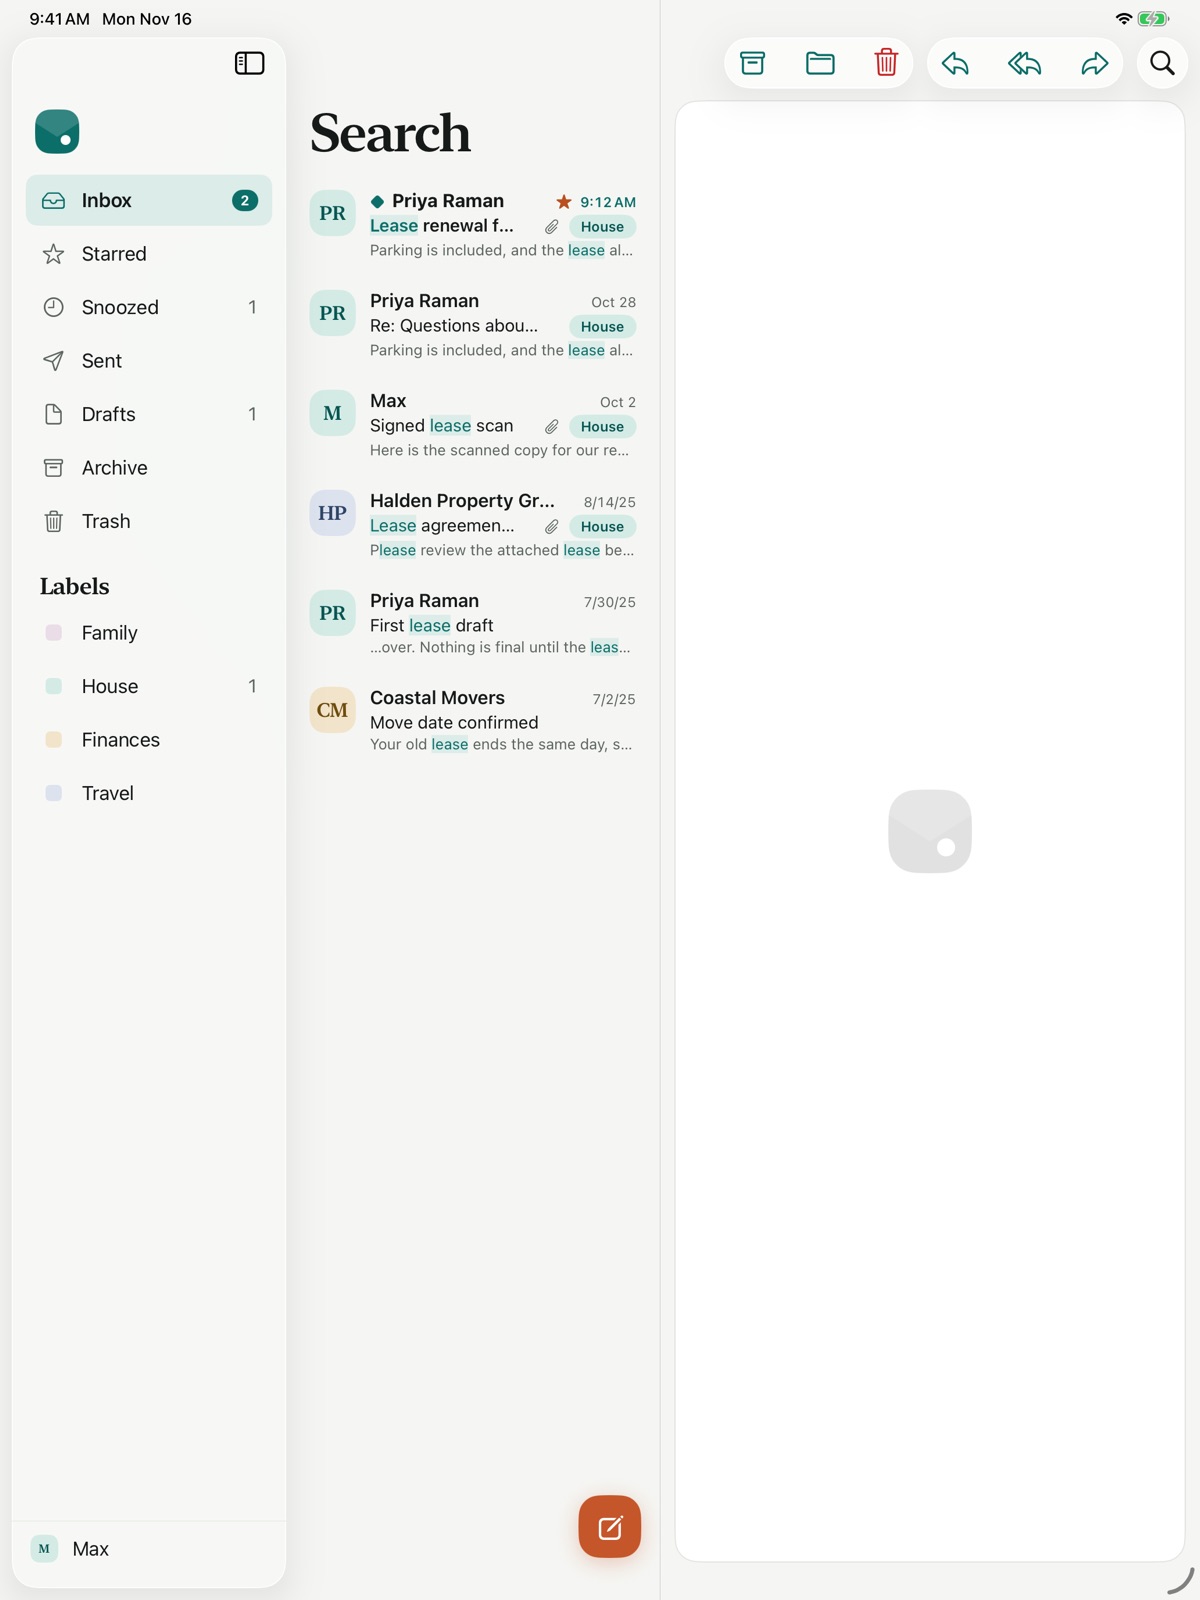 9:41 AM Mon Nov 16
Inbox 2
Starred
Snoozed 1
Sent
Drafts 1
Archive
Trash
Labels
Family
House 1
Finances
Travel
M Max
Search
PR Priya Raman 9:12 AM
Lease renewal f... House
Parking is included, and the lease al...
PR Priya Raman Oct 28
Re: Questions abou... House
Parking is included, and the lease al...
M Max Oct 2
Signed lease scan House
Here is the scanned copy for our re...
HP Halden Property Gr... 8/14/25
Lease agreemen... House
Please review the attached lease be...
PR Priya Raman 7/30/25
First lease draft
...over. Nothing is final until the leas...
CM Coastal Movers 7/2/25
Move date confirmed
Your old lease ends the same day, s...